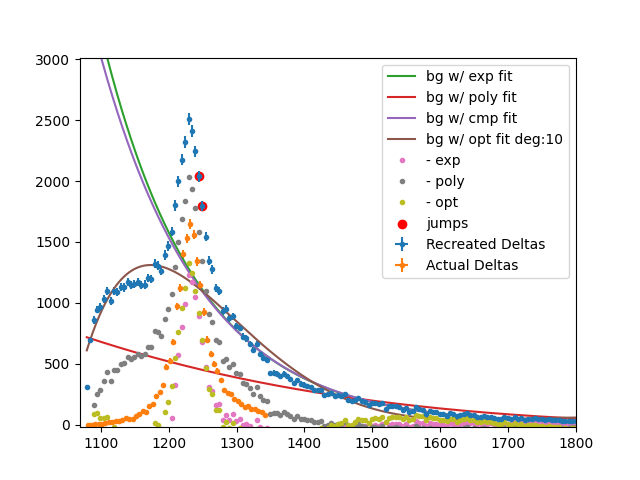 3000
2500
2000
1500
1000
500
0
1100
1200
1300
1400
1500
1600
1700
1800
bg w/ exp fit
bg w/ poly fit
bg w/ cmp fit
bg w/ opt fit deg:10
- exp
- poly
- opt
jumps
Recreated Deltas
Actual Deltas